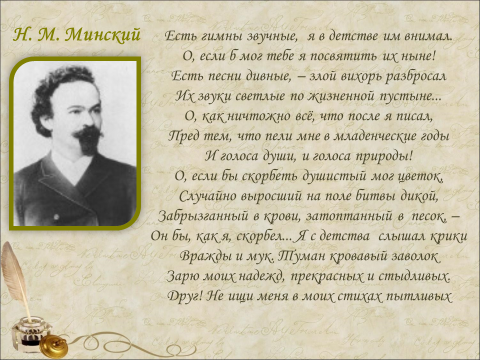 Н. М. Минский
Есть гимны звучные, я в детстве им внимал.
О, если б мог тебе я посвятить их ныне!
Есть песни дивные, – злой вихорь разбросал
Их звуки светлые по жизненной пустыне...
О, как ничтожно всё, что после я писал,
Пред тем, что пели мне в младенческие годы
И голоса души, и голоса природы!
О, если бы скорбеть душистый мог цветок,
Случайно выросший на поле битвы дикой,
Забрызганный в крови, затоптанный в песок, –
Он бы, как я, скорбел... Я с детства слышал крики
Вражды и мук. Туман кровавый заволок
Зарю моих надежд, прекрасных и стыдливых.
Друг! Не ищи меня в моих стихах пытливых